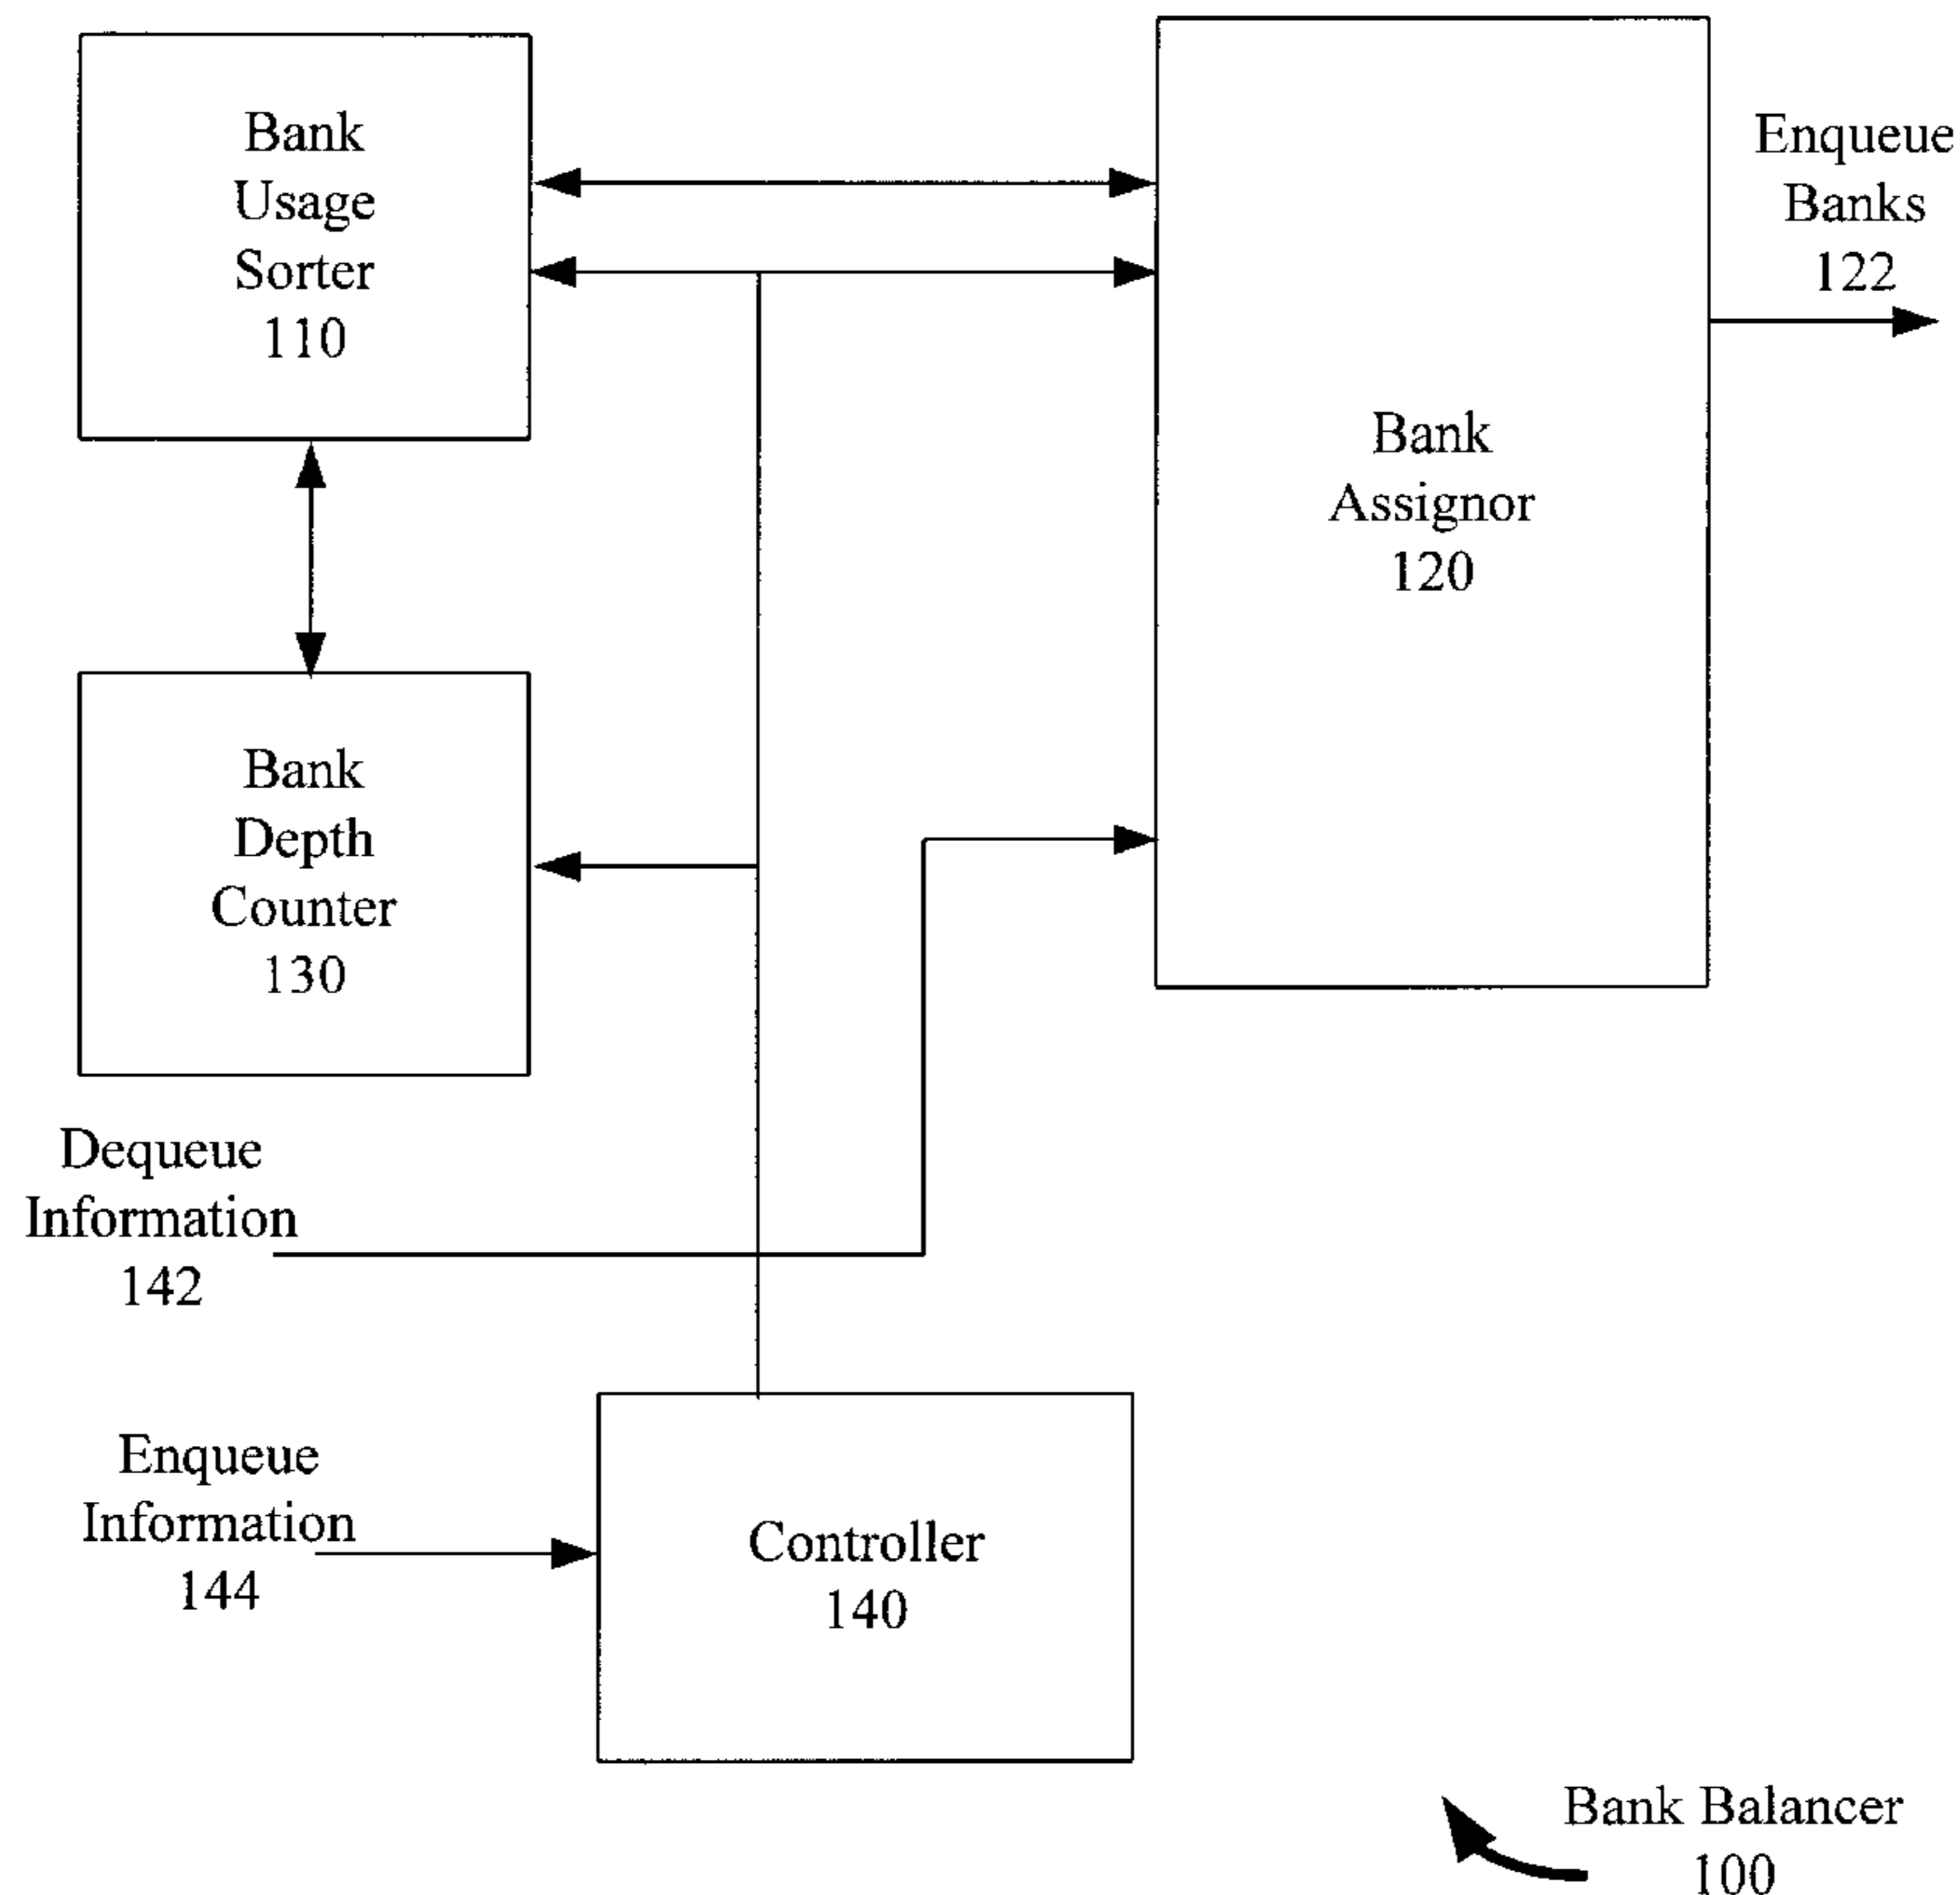 Bank
Usage
Sorter
110
Enqueue
Banks
122
Bank
Assignor
120
Bank
Depth
Counter
130
Dequeue
Information
142
Enqueue
Information
144
Controller
140
Bank Balancer
100